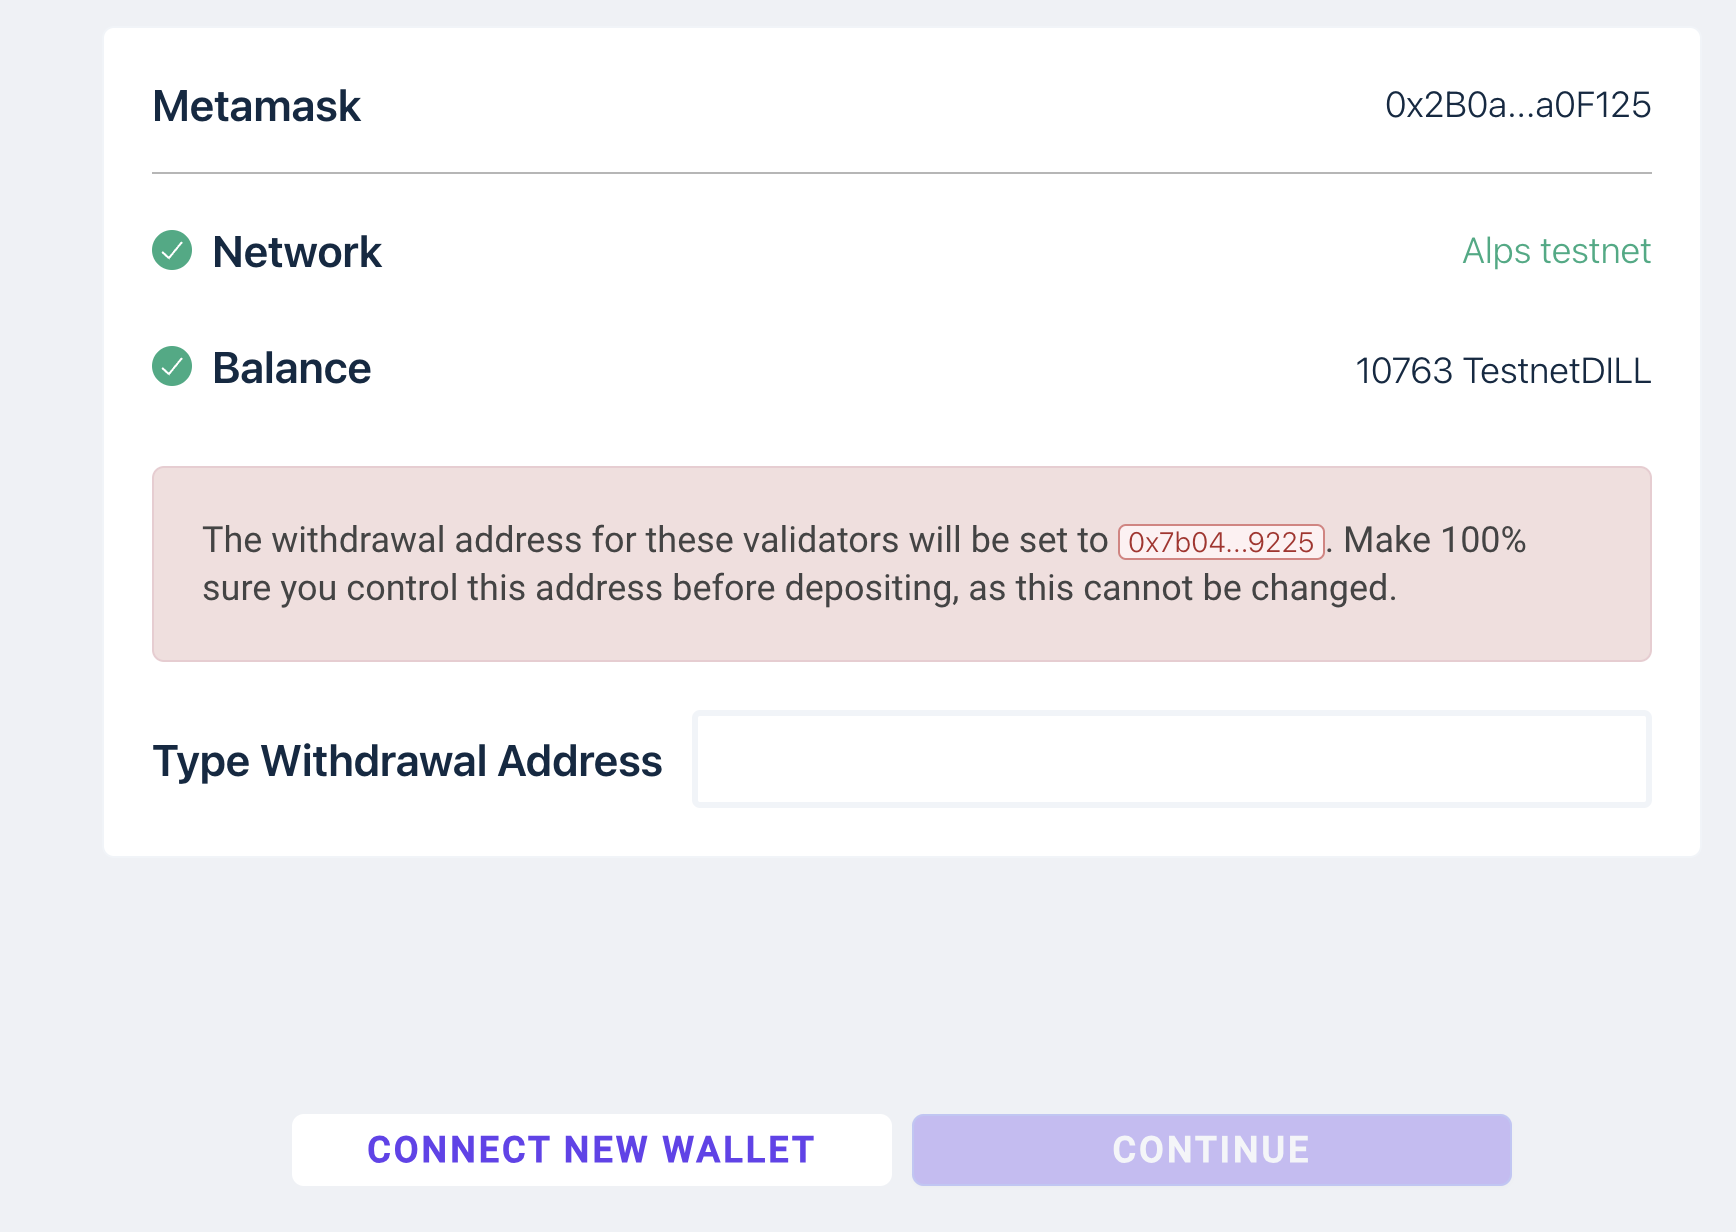 Metamask 0x2B0a...a0F125
Network Alps testnet
Balance 10763 TestnetDILL
The withdrawal address for these validators will be set to 0x7b04...9225. Make 100%
sure you control this address before depositing, as this cannot be changed.
Type Withdrawal Address
CONNECT NEW WALLET CONTINUE